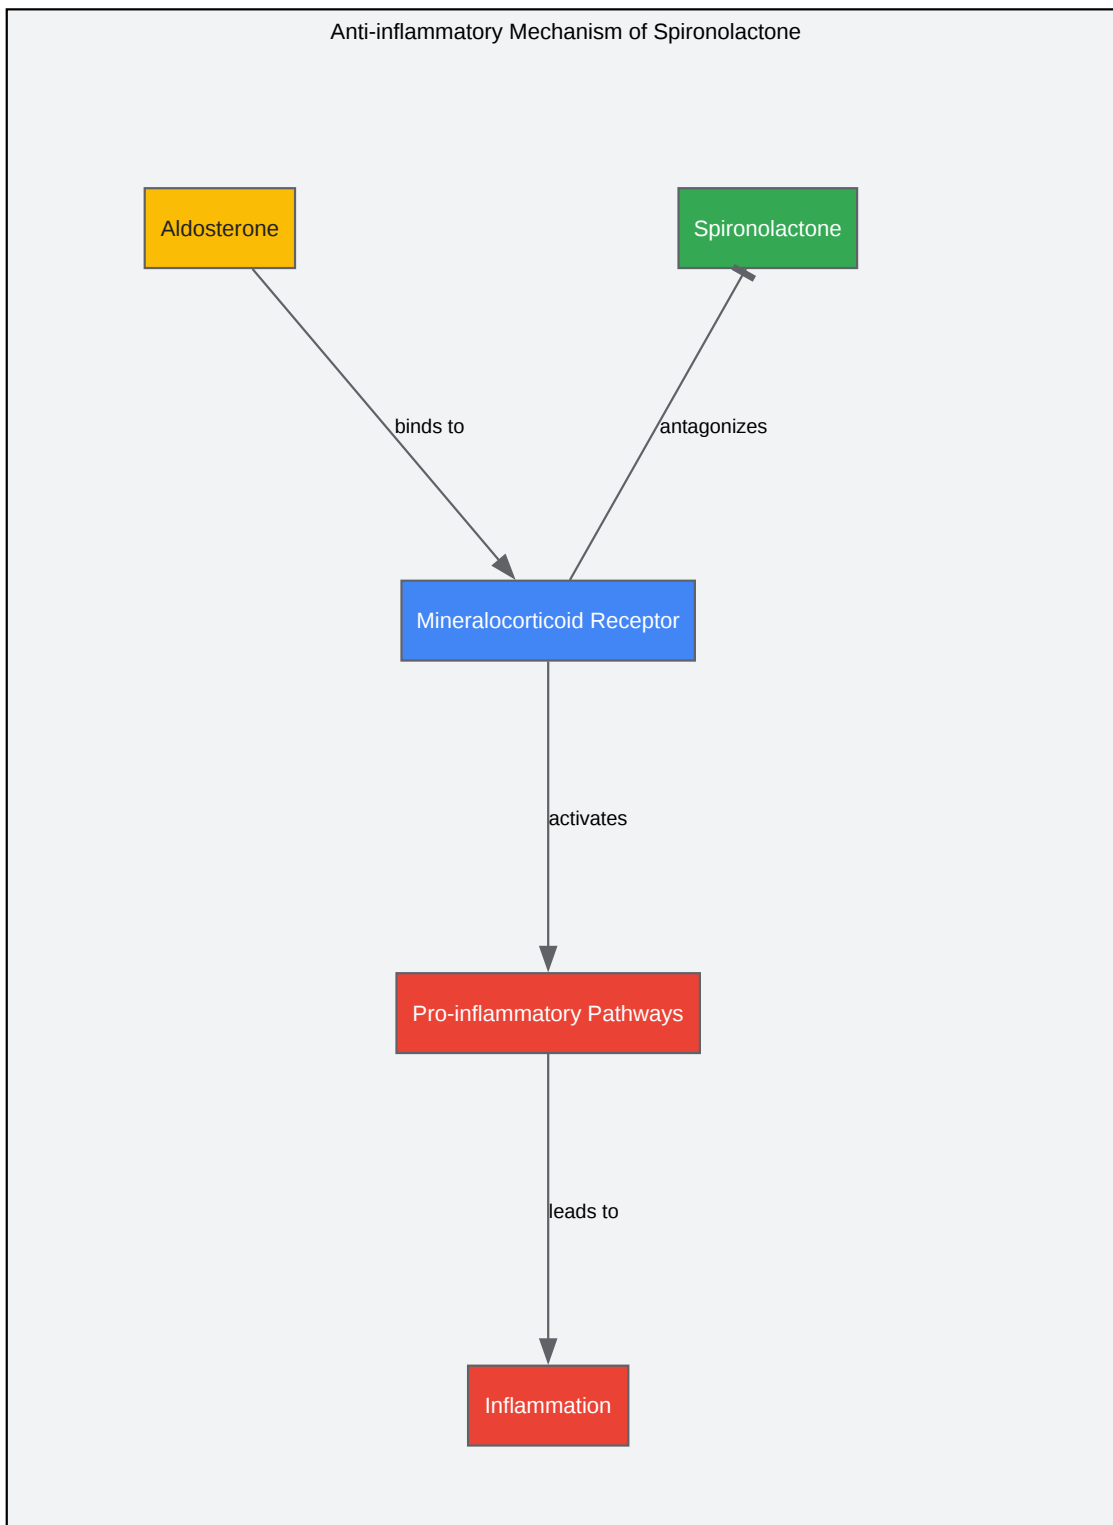 Anti-inflammatory Mechanism of Spironolactone
Aldosterone
Spironolactone
binds to
antagonizes
Mineralocorticoid Receptor
activates
Pro-inflammatory Pathways
leads to
Inflammation